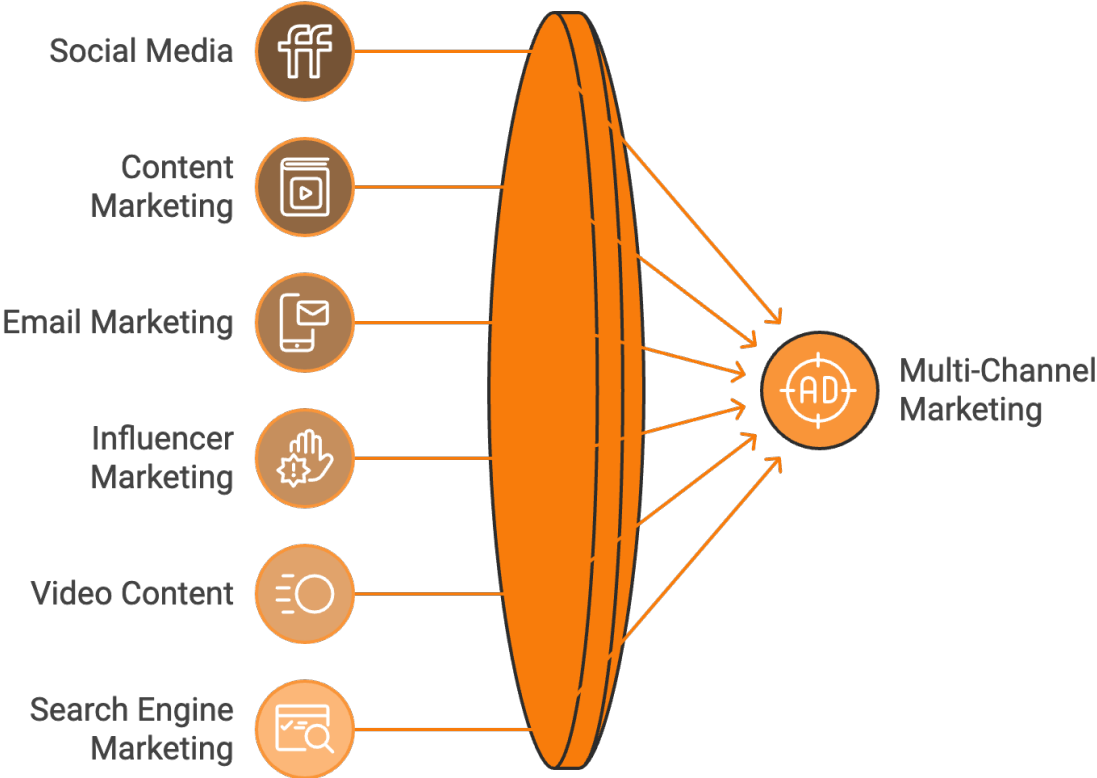 Social Media
Content
Marketing
Email Marketing
Influencer
Marketing
Video Content
Search Engine
Marketing
AD
Multi-Channel
Marketing